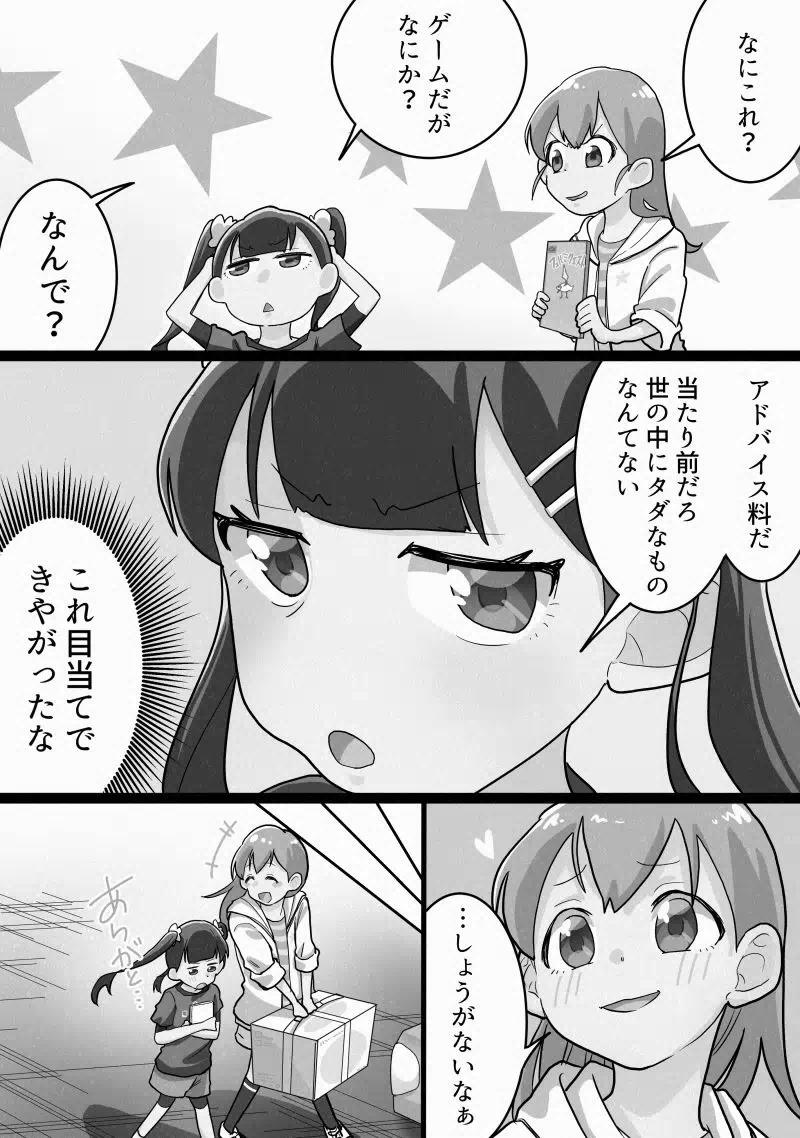 なにこれ？
ゲームだが
なにか？
なんで？
アドバイス料だ
当たり前だろ
世の中にタダなもの
なんてない
これ目当てで
きやがったな
…しょうがないなぁ
ありがと…